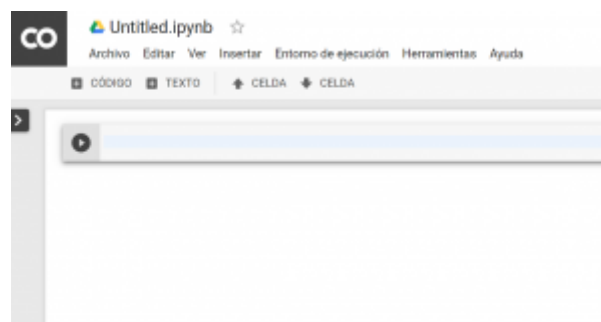 CO
Untitled.ipynb
Archivo Editar Ver Insertar Entorno de ejecución Herramientas Ayuda
CÓDIGO TEXTO CELDA CELDA